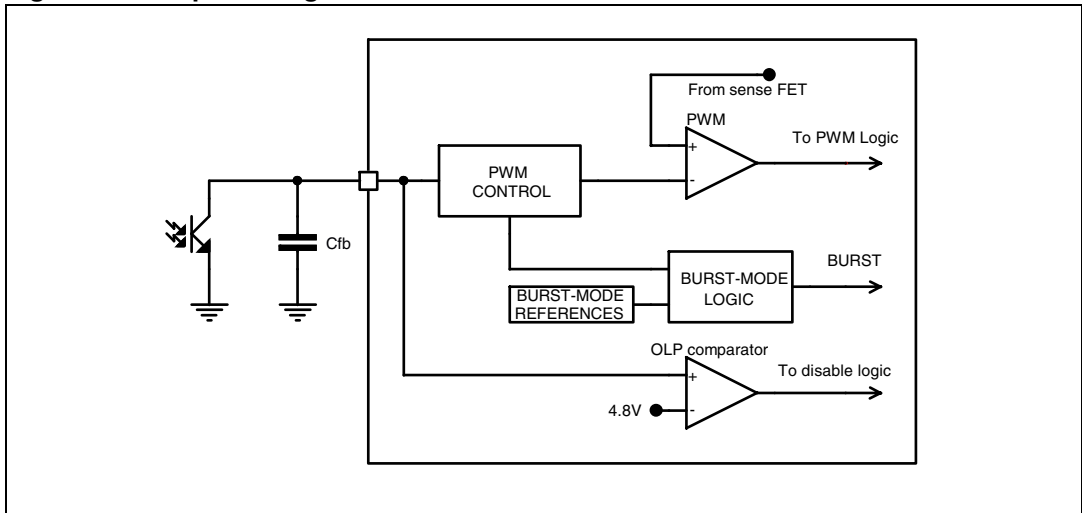 From sense FET
PWM
+
-
To PWM Logic
PWM
CONTROL
Cfb
BURST-MODE
REFERENCES
BURST-MODE
LOGIC
BURST
OLP comparator
+
-
4.8V
To disable logic